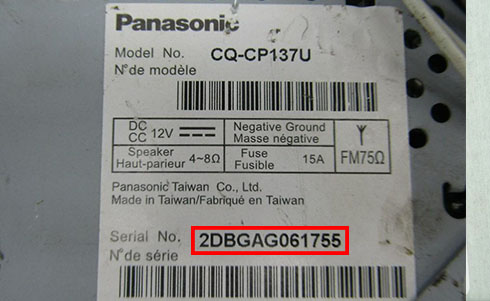 Panasonic
Model No. CQ-CP137U
N° de modèle
DC
CC 12V
Negative Ground
Masse négative
Speaker
Haut-parieur 4~8Ω
Fuse
Fusible 15A
FM75Ω
Panasonic Taiwan Co., Ltd.
Made in Taiwan/Fabriqué en Taiwan
Serial No. 2DBGAG061755
N° de série